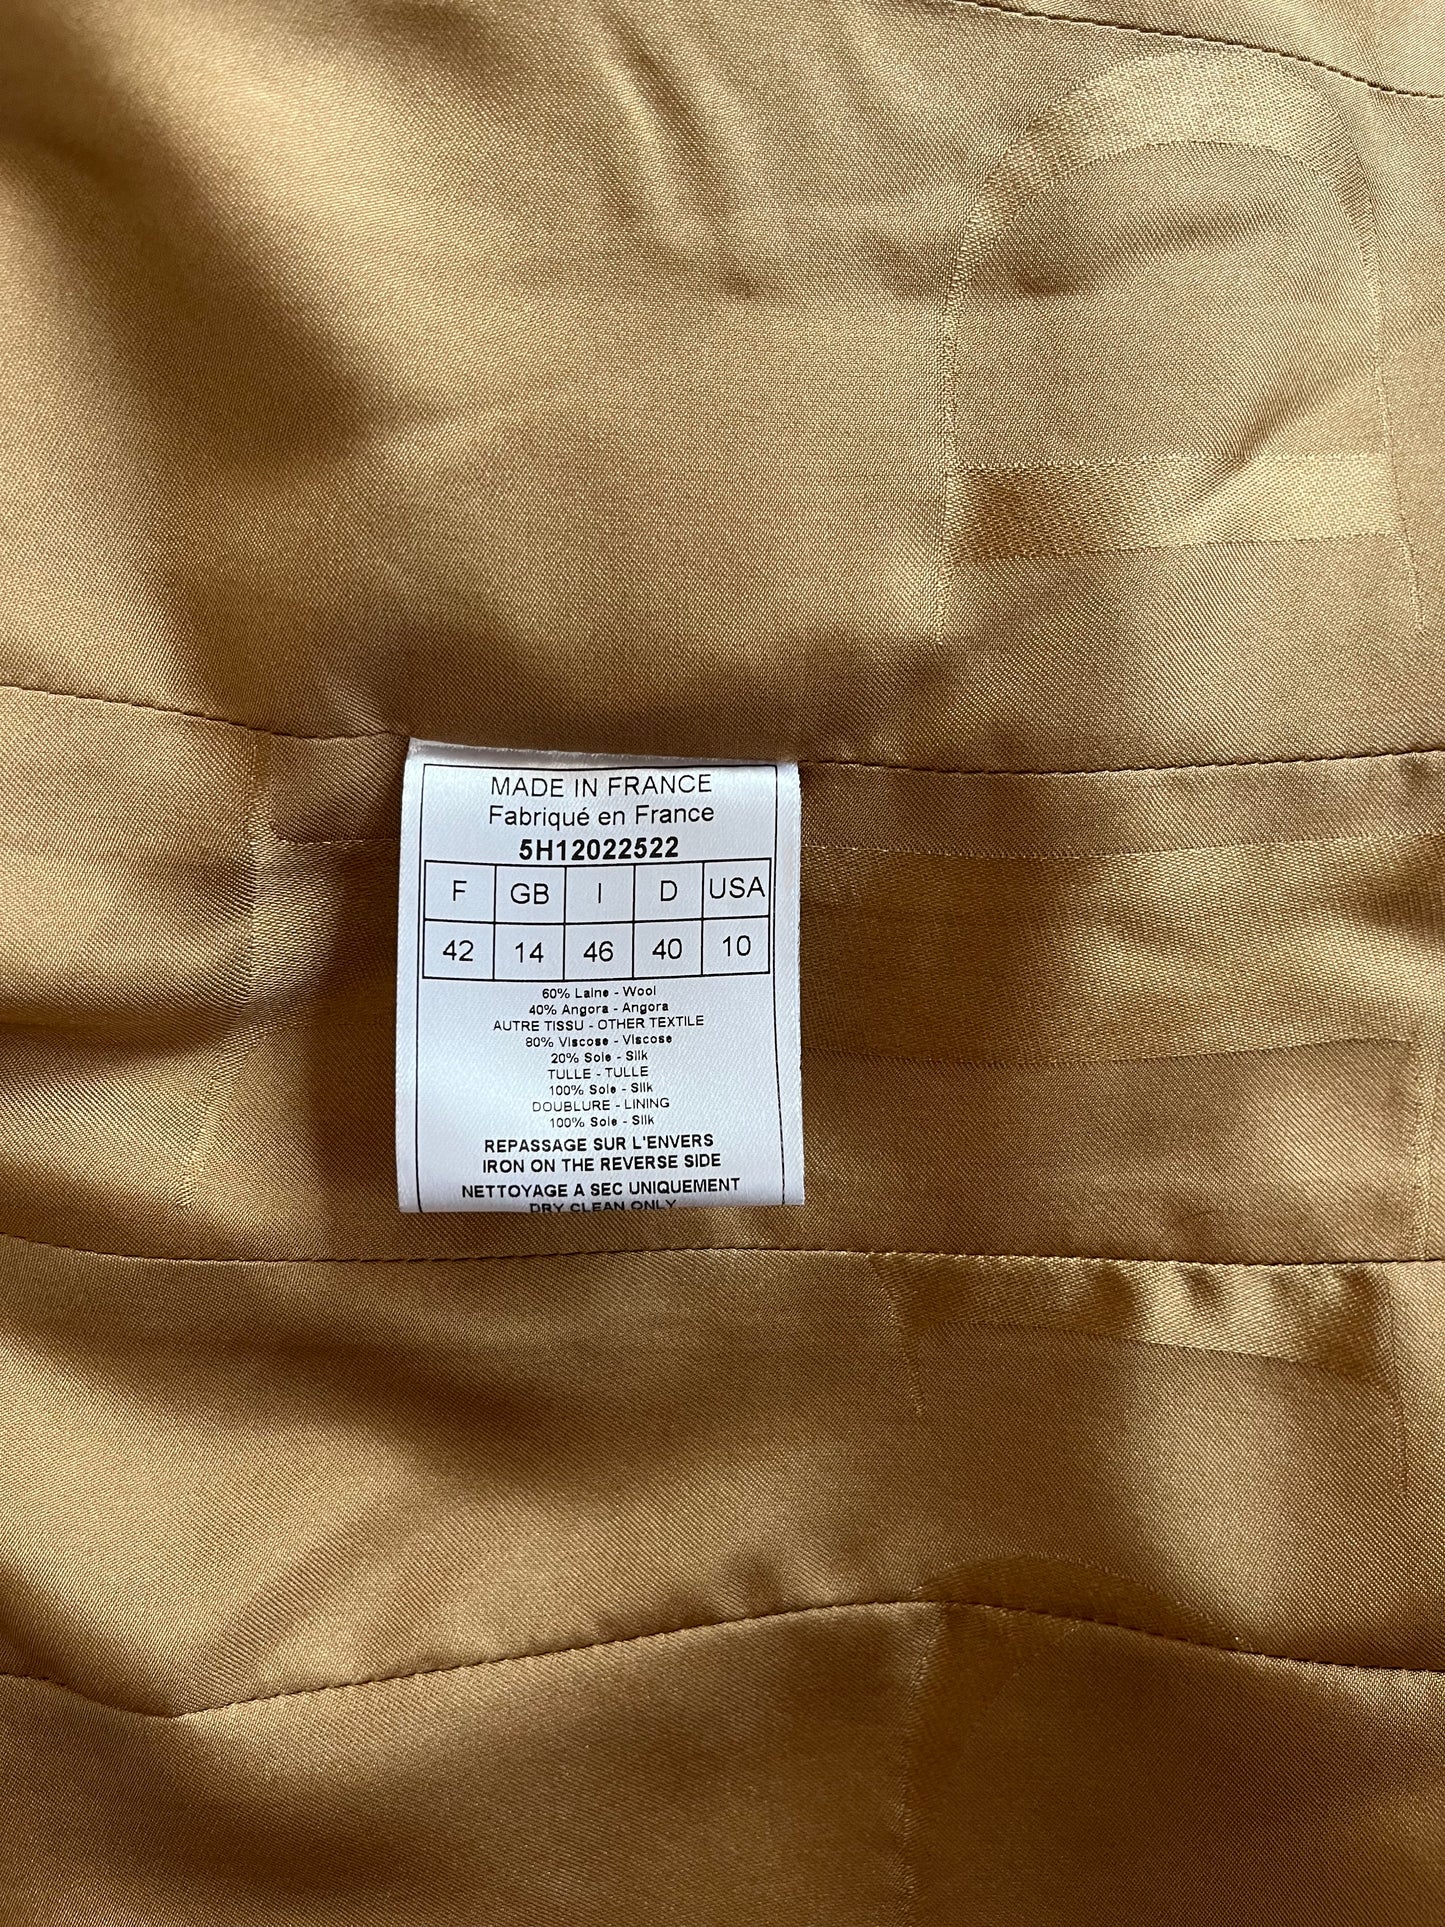 MADE IN FRANCE
Fabriqué en France
5H12022522
F GB I D USA
42 14 46 40 10
60% Laine - Wool
40% Angora - Angora
AUTRE TISSU - OTHER TEXTILE
80% Viscose - Viscose
20% Soie - Silk
TULLE - TULLE
100% Soie - Silk
DOUBLURE - LINING
100% Soie - Silk
REPASSAGE SUR L'ENVERS
IRON ON THE REVERSE SIDE
NETTOYAGE A SEC UNIQUEMENT
DRY CLEAN ONLY